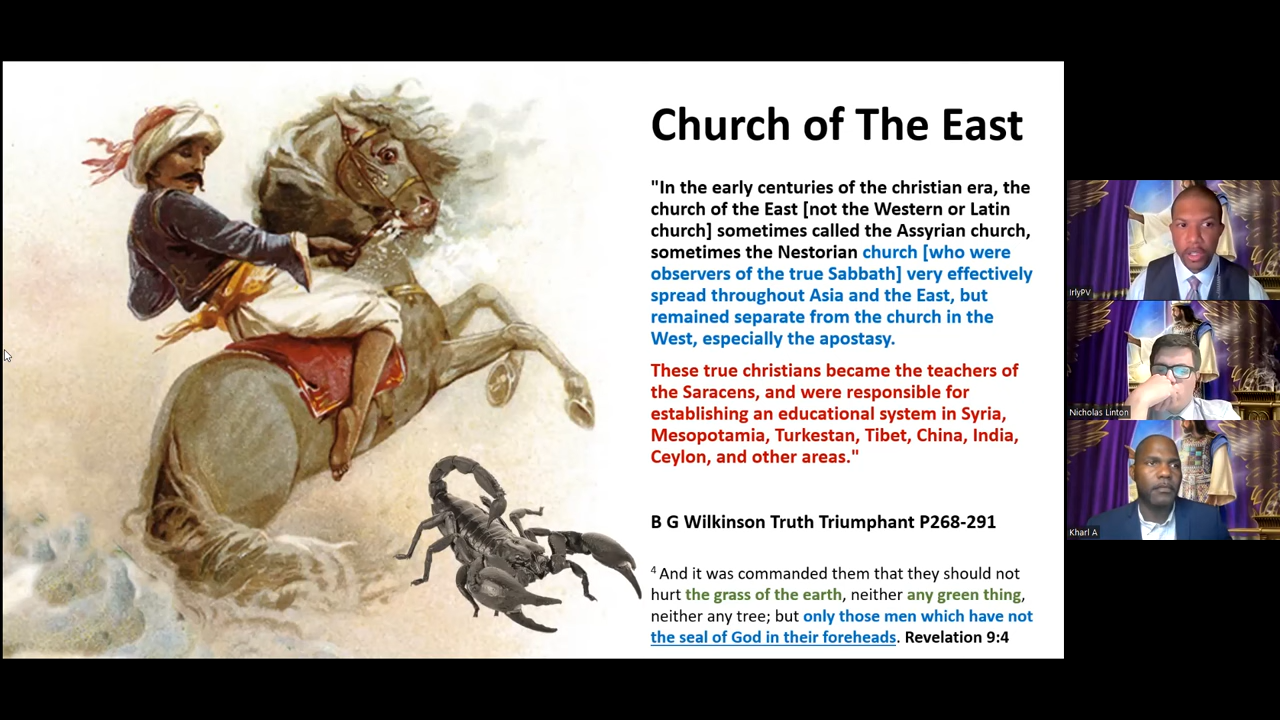 Church of The East
"In the early centuries of the christian era, the
church of the East [not the Western or Latin
church] sometimes called the Assyrian church,
sometimes the Nestorian church [who were
observers of the true Sabbath] very effectively
spread throughout Asia and the East, but
remained separate from the church in the
West, especially the apostasy.
These true christians became the teachers of
the Saracens, and were responsible for
establishing an educational system in Syria,
Mesopotamia, Turkestan, Tibet, China, India,
Ceylon, and other areas."
B G Wilkinson Truth Triumphant P268-291
4 And it was commanded them that they should not
hurt the grass of the earth, neither any green thing,
neither any tree; but only those men which have not
the seal of God in their foreheads. Revelation 9:4
IrlyPV
Nicholas Linton
Kharl A